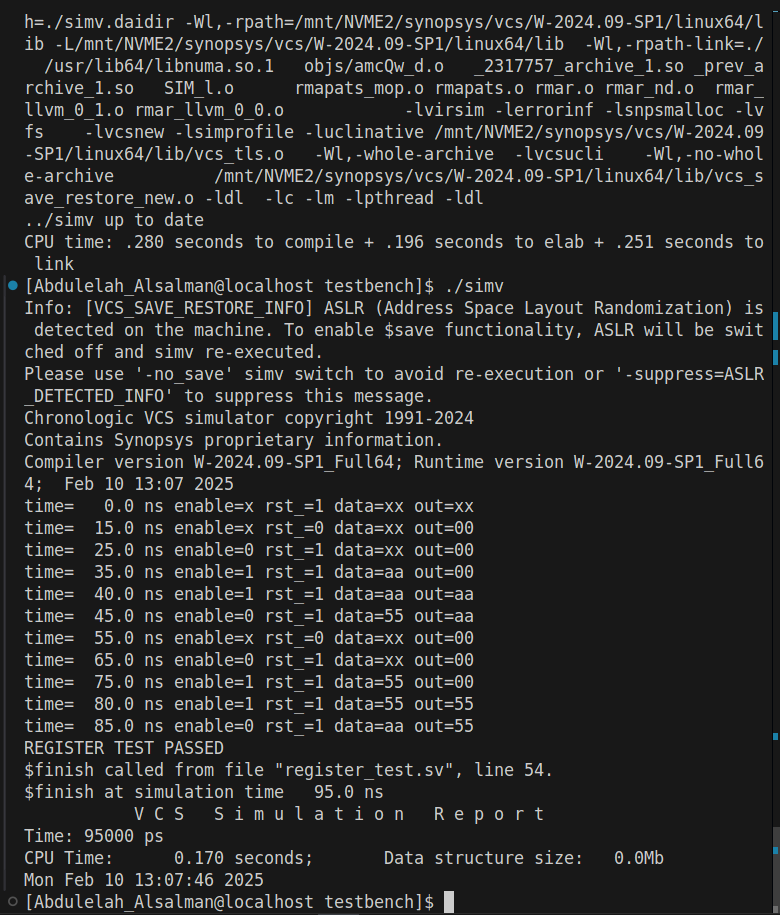 h=./simv.daidir -Wl,-rpath=/mnt/NVME2/synopsys/vcs/W-2024.09-SP1/linux64/l
ib -L/mnt/NVME2/synopsys/vcs/W-2024.09-SP1/linux64/lib  -Wl,-rpath-link=./
  /usr/lib64/libnuma.so.1   objs/amcQw_d.o   _2317757_archive_1.so _prev_a
rchive_1.so   SIM_l.o      rmapats_mop.o rmapats.o rmar.o rmar_nd.o  rmar_
llvm_0_1.o rmar_llvm_0_0.o            -lvirsim -lerrorinf -lsnpsmalloc -lv
fs    -lvcsnew -lsimprofile -luclinative /mnt/NVME2/synopsys/vcs/W-2024.09
-SP1/linux64/lib/vcs_tls.o   -Wl,-whole-archive  -lvcsucli    -Wl,-no-whol
e-archive          /mnt/NVME2/synopsys/vcs/W-2024.09-SP1/linux64/lib/vcs_s
ave_restore_new.o -ldl  -lc -lm -lpthread -ldl
../simv up to date
CPU time: .280 seconds to compile + .196 seconds to elab + .251 seconds to
 link
[Abdulelah_Alsalman@localhost testbench]$ ./simv
Info: [VCS_SAVE_RESTORE_INFO] ASLR (Address Space Layout Randomization) is
 detected on the machine. To enable $save functionality, ASLR will be swit
ched off and simv re-executed.
Please use '-no_save' simv switch to avoid re-execution or '-suppress=ASLR
_DETECTED_INFO' to suppress this message.
Chronologic VCS simulator copyright 1991-2024
Contains Synopsys proprietary information.
Compiler version W-2024.09-SP1_Full64; Runtime version W-2024.09-SP1_Full6
4;  Feb 10 13:07 2025
time=   0.0 ns enable=x rst_=1 data=xx out=xx
time=  15.0 ns enable=x rst_=0 data=xx out=00
time=  25.0 ns enable=0 rst_=1 data=xx out=00
time=  35.0 ns enable=1 rst_=1 data=aa out=00
time=  40.0 ns enable=1 rst_=1 data=aa out=aa
time=  45.0 ns enable=0 rst_=1 data=55 out=aa
time=  55.0 ns enable=x rst_=0 data=xx out=00
time=  65.0 ns enable=0 rst_=1 data=xx out=00
time=  75.0 ns enable=1 rst_=1 data=55 out=00
time=  80.0 ns enable=1 rst_=1 data=55 out=55
time=  85.0 ns enable=0 rst_=1 data=aa out=55
REGISTER TEST PASSED
$finish called from file "register_test.sv", line 54.
$finish at simulation time   95.0 ns
           V C S   S i m u l a t i o n   R e p o r t
Time: 95000 ps
CPU Time:      0.170 seconds;       Data structure size:   0.0Mb
Mon Feb 10 13:07:46 2025
[Abdulelah_Alsalman@localhost testbench]$